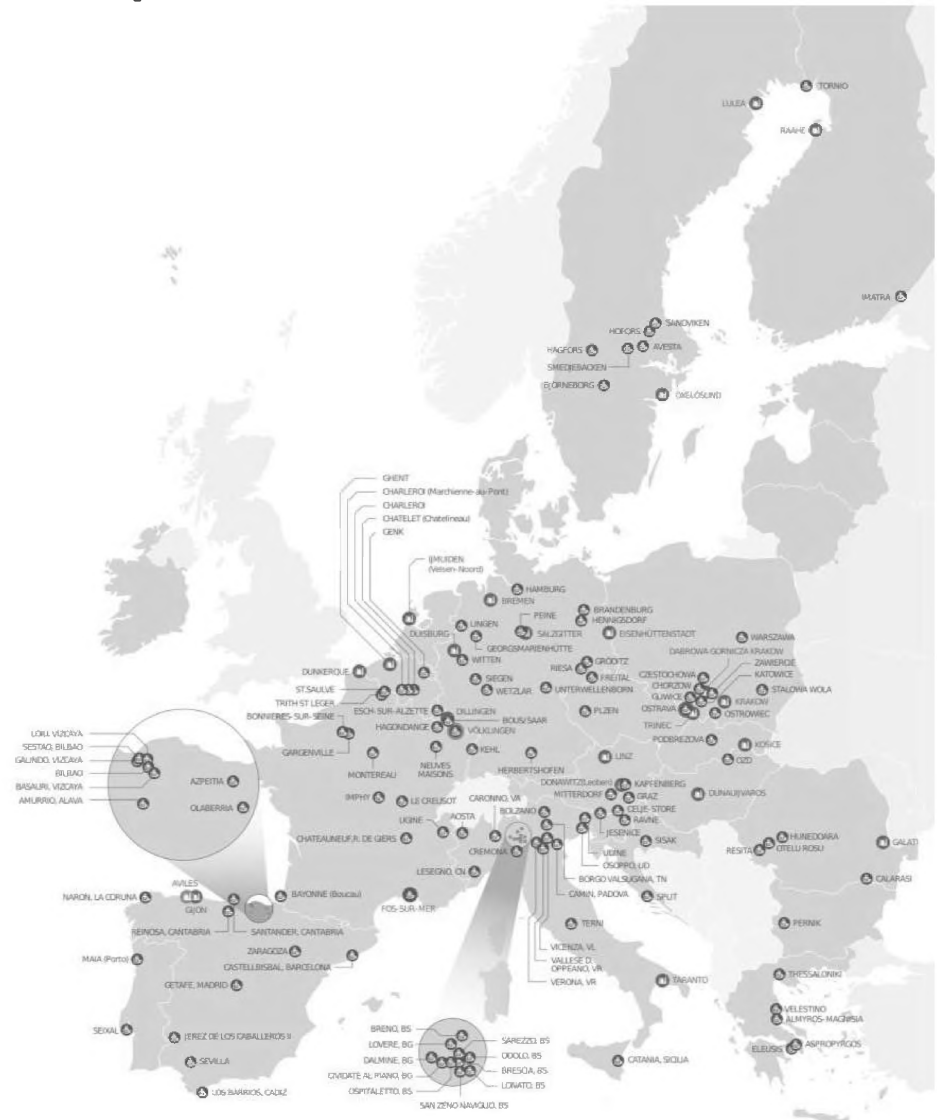 TORNIO
LULEA
RAAHE
IMATRA
SANDVIKEN
HOFORS
HAGFORS
AVESTA
SMEDJEBACKEN
BJÖRNEBORG
OXELÖSUND
GHENT
CHARLEROI (Marchienne-au-Pont)
CHARLEROI
CHATELET (Chatelineau)
GENK
IJMUIDEN
(Velsen-Noord)
HAMBURG
BREMEN
BRANDENBURG
HENNIGSDORF
PEINE
LINGEN
SALZGITTER
EISENHÜTTENSTADT
DUISBURG
GEORGSMARIENHÜTTE
WARSZAWA
WITTEN
DABROWA GORNICZA KRAKOW
DUNKERQUE
GRÖDITZ
RIESA
ZAWIERCIE
CZESTOCHOWA
KATOWICE
SIEGEN
FREITAL
CHORZOW
ST.SAULVE
WETZLAR
UNTERWELLENBORN
STALOWA WOLA
TRITH ST LEGER
GLIWICE
KRAKOW
ESCH-SUR-ALZETTE
DILLINGEN
PLZEN
OSTRAVA
OSTROWIEC
BONNIERES-SUR-SEINE
BOUS/SAAR
TRINEC
HAGONDANGE
VÖLKLINGEN
GARGENVILLE
PODBREZOVA
KOSICE
KEHL
LINZ
OZD
MONTEREAU
NEUVES
MAISONS
HERBERTSHOFEN
LOIU, VIZCAYA
SESTAO, BILBAO
GALINDO, VIZCAYA
BILBAO
BASAURI, VIZCAYA
AMURRIO, ALAVA
AZPEITIA
OLABERRIA
DONAWITZ(Leoben)
KAPFENBERG
MITTERDORF
GRAZ
DUNAUJVAROS
IMPHY
LE CREUSOT
CARONNO, VA
BOLZANO
CELJE-STORE
RAVNE
UGINE
AOSTA
JESENICE
CHATEAUNEUF, R. DE GIERS
CREMONA
UDINE
SISAK
HUNEDOARA
OTELU ROSU
RESITA
GALATI
OSOPPO, UD
LESEGNO, CN
BORGO VALSUGANA, TN
CALARASI
NARON, LA CORUNA
AVILES
GIJON
BAYONNE (Boucau)
FOS-SUR-MER
CAMIN, PADOVA
SPLIT
REINOSA, CANTABRIA
SANTANDER, CANTABRIA
TERNI
PERNIK
ZARAGOZA
VICENZA, VI
MAIA (Porto)
CASTELLBISBAL, BARCELONA
VALLESE D.
OPPEANO, VR
GETAFE, MADRID
VERONA, VR
TARANTO
THESSALONIKI
VELESTINO
ALMYROS-MAGNISIA
SEIXAL
JEREZ DE LOS CABALLEROS
BRENO, BS
LOVERE, BG
DALMINE, BG
CIVIDATE AL PIANO, BG
OSPITALETTO, BS
SAN ZENO NAVIGLIO, BS
SAREZZO, BS
ODOLO, BS
BRESCIA, BS
LONATO, BS
ELEUSIS
ASPROPYRGOS
SEVILLA
CATANIA, SICILIA
LOS BARRIOS, CADIZ